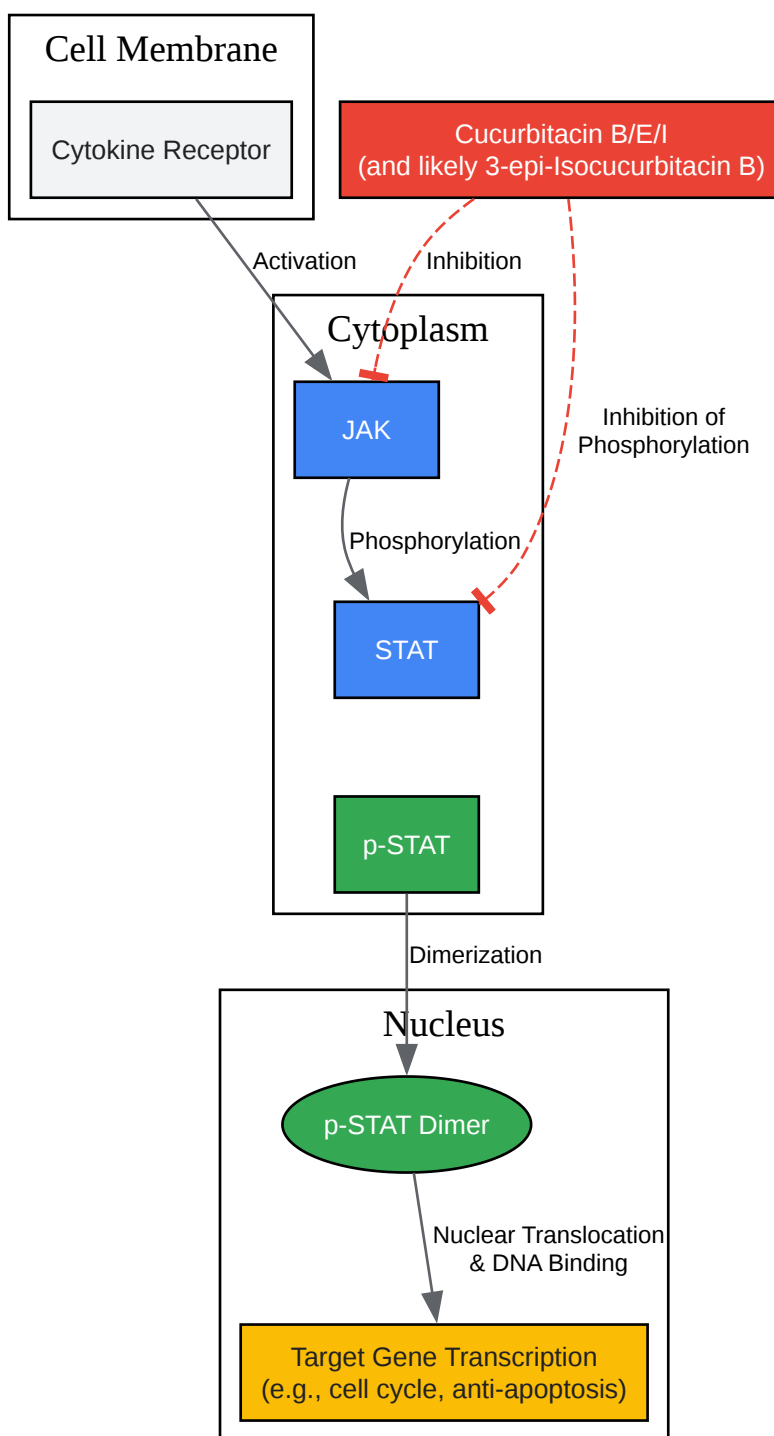 Cell Membrane
Cytokine Receptor
Cucurbitacin B/E/I
(and likely 3-epi-Isocucurbitacin B)
Activation
Inhibition
Cytoplasm
JAK
Inhibition of
Phosphorylation
Phosphorylation
STAT
p-STAT
Dimerization
Nucleus
p-STAT Dimer
Nuclear Translocation
& DNA Binding
Target Gene Transcription
(e.g., cell cycle, anti-apoptosis)